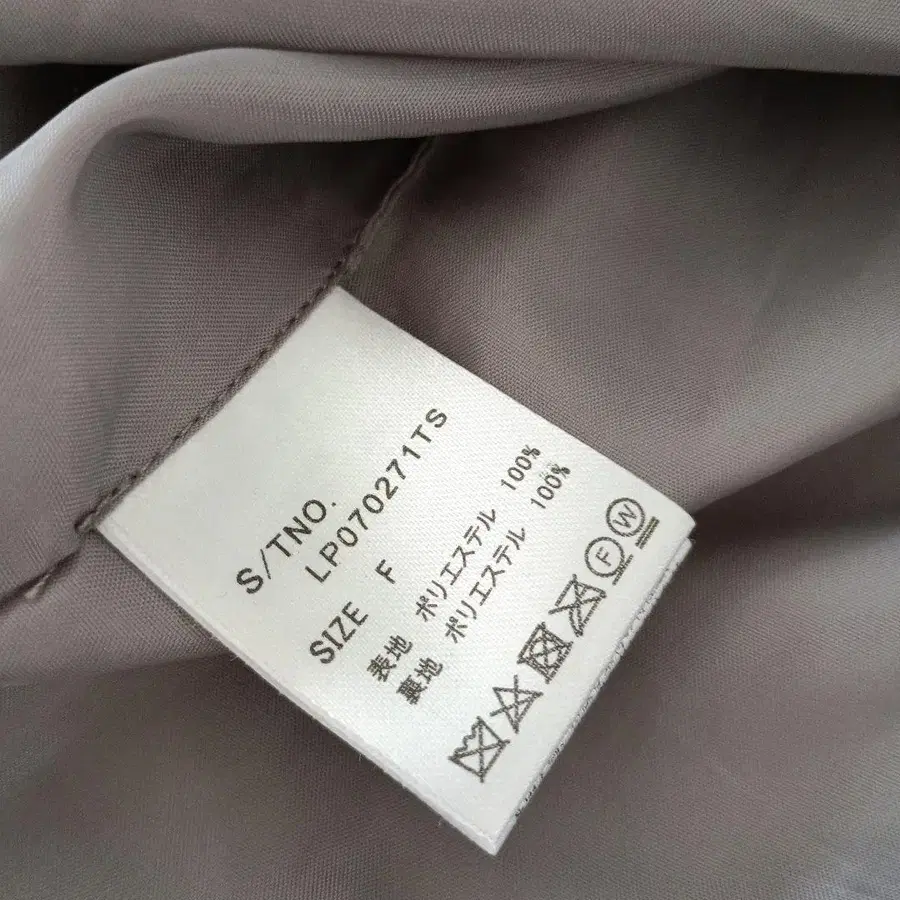 S/TNO.
LP070271TS
SIZE F
表地 ポリエステル 100%
裏地 ポリエステル 100%
F W